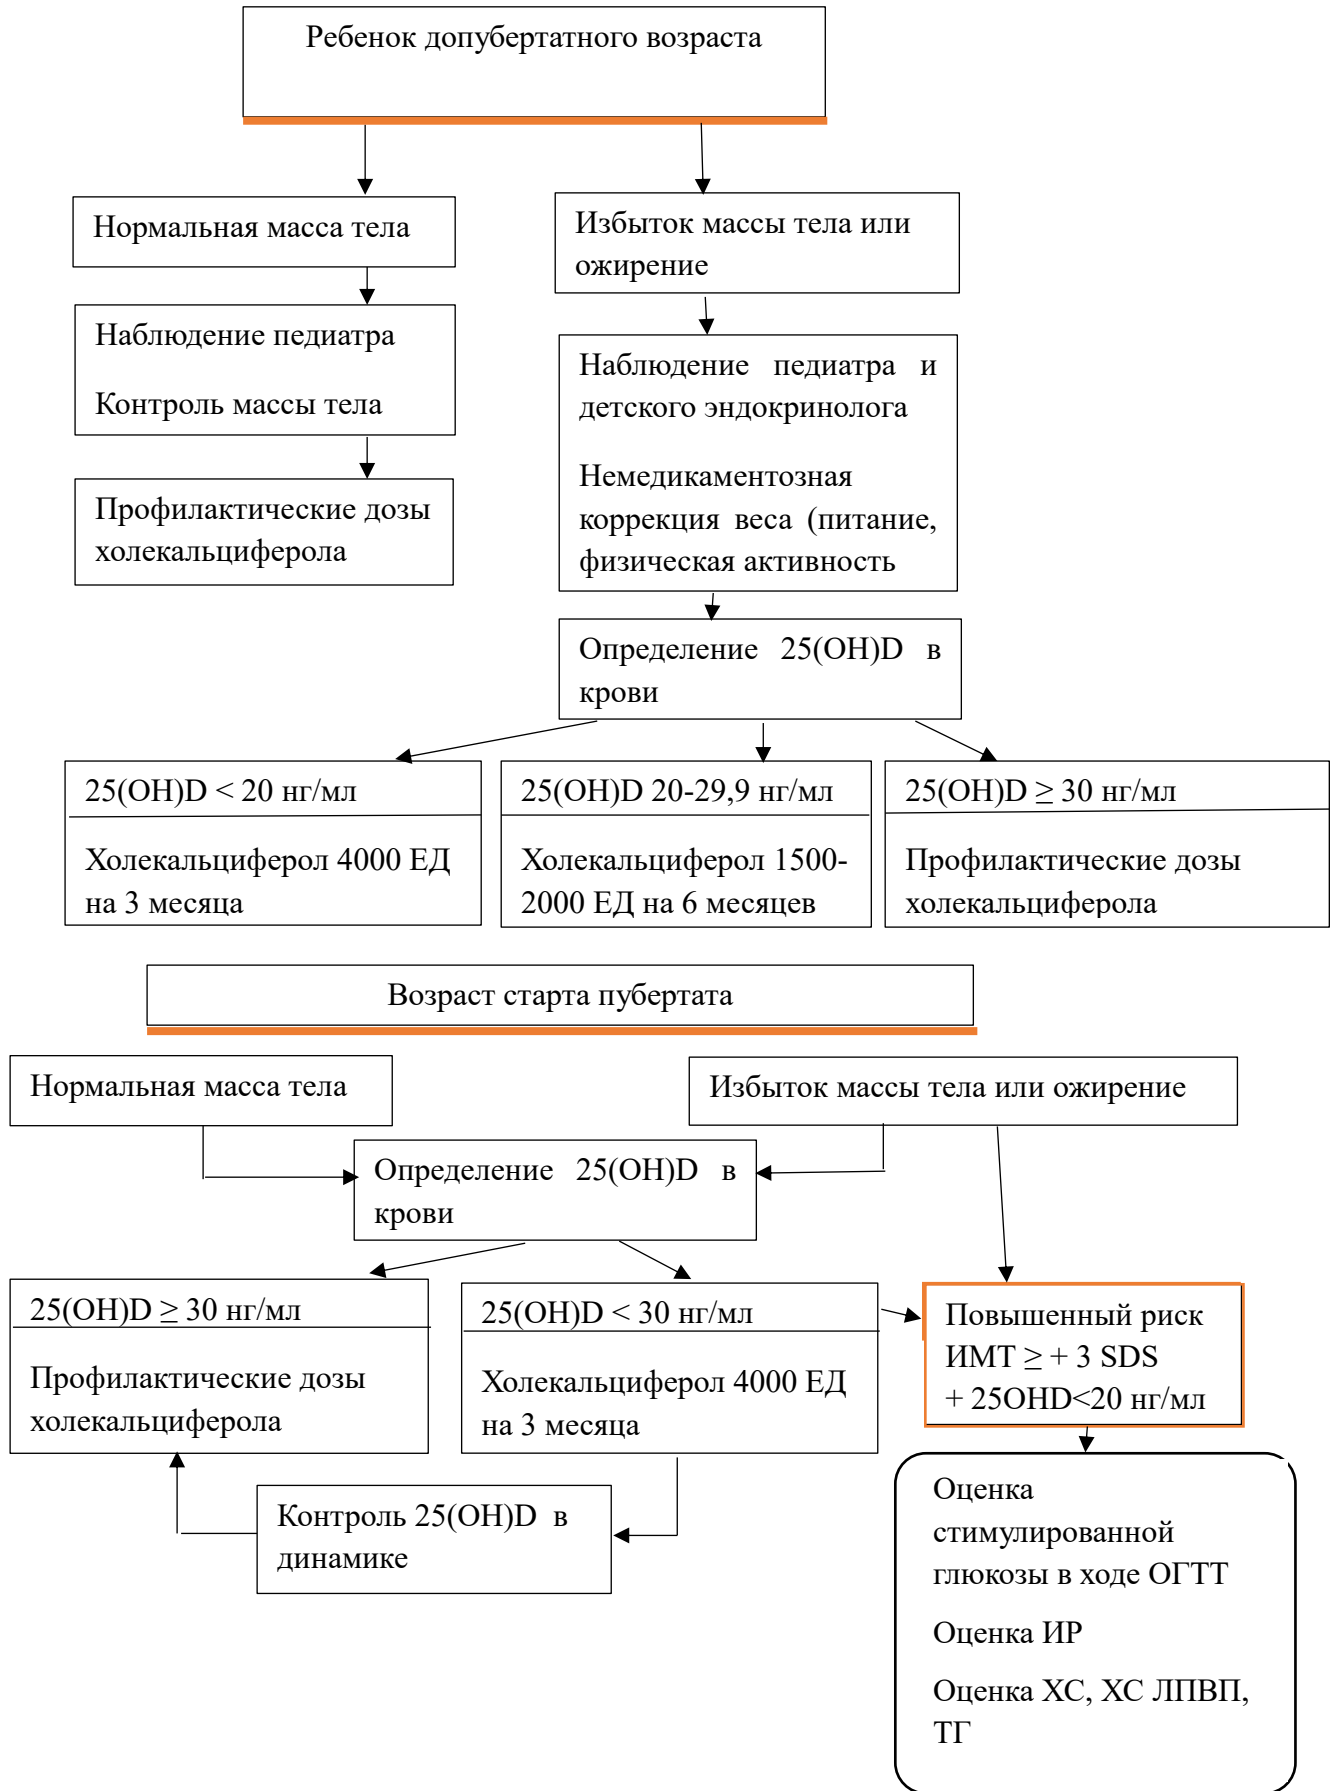 Ребенок допубертатного возраста
Нормальная масса тела
Избыток массы тела или
ожирение
Наблюдение педиатра
Контроль массы тела
Наблюдение педиатра и
детского эндокринолога
Немедикаментозная
коррекция веса (питание,
физическая активность
Профилактические дозы
холекальциферола
Определение 25(OH)D в
крови
25(OH)D < 20 нг/мл
Холекальциферол 4000 ЕД
на 3 месяца
25(OH)D 20-29,9 нг/мл
Холекальциферол 1500-
2000 ЕД на 6 месяцев
25(OH)D ≥ 30 нг/мл
Профилактические дозы
холекальциферола
Возраст старта пубертата
Нормальная масса тела
Избыток массы тела или ожирение
Определение 25(OH)D в
крови
25(OH)D ≥ 30 нг/мл
Профилактические дозы
холекальциферола
25(OH)D < 30 нг/мл
Холекальциферол 4000 ЕД
на 3 месяца
Повышенный риск
ИМТ ≥ + 3 SDS
+ 25OHD<20 нг/мл
Контроль 25(OH)D в
динамике
Оценка
стимулированной
глюкозы в ходе ОГТТ
Оценка ИР
Оценка ХС, ХС ЛПВП,
ТГ